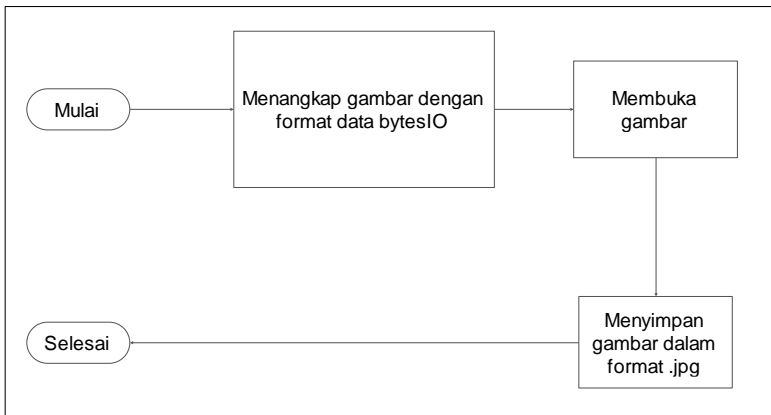 Mulai
Menangkap gambar dengan
format data bytesIO
Membuka
gambar
Menyimpan
gambar dalam
format .jpg
Selesai